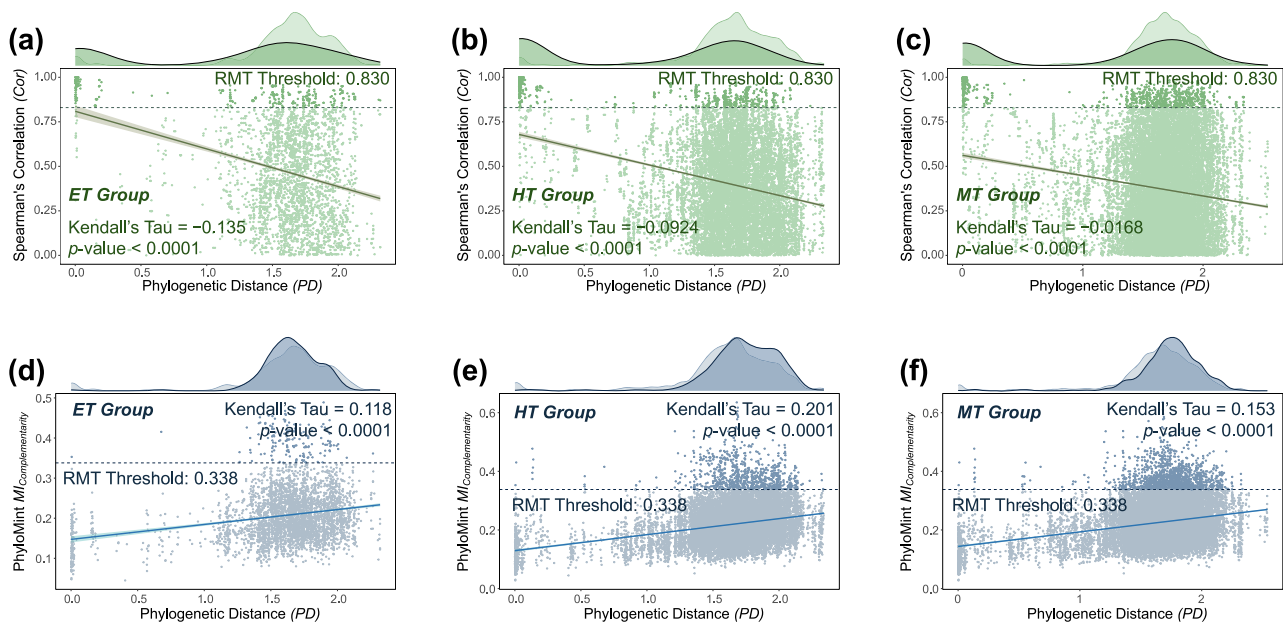 (a)
RMT Threshold: 0.830
Spearman's Correlation (Cor)
1.00
0.75
0.50
0.25
0.00
ET Group
Kendall's Tau = −0.135
p-value < 0.0001
0.0 0.5 1.0 1.5 2.0
Phylogenetic Distance (PD)
(b)
RMT Threshold: 0.830
Spearman's Correlation (Cor)
1.00
0.75
0.50
0.25
0.00
HT Group
Kendall's Tau = −0.0924
p-value < 0.0001
0.0 0.5 1.0 1.5 2.0
Phylogenetic Distance (PD)
(c)
RMT Threshold: 0.830
Spearman's Correlation (Cor)
1.00
0.75
0.50
0.25
0.00
MT Group
Kendall's Tau = −0.0168
p-value < 0.0001
0 1 2
Phylogenetic Distance (PD)
(d)
ET Group
Kendall's Tau = 0.118
p-value < 0.0001
RMT Threshold: 0.338
PhyloMint MIComplementarity
0.5
0.4
0.3
0.2
0.1
0.0 0.5 1.0 1.5 2.0
Phylogenetic Distance (PD)
(e)
HT Group
Kendall's Tau = 0.201
p-value < 0.0001
RMT Threshold: 0.338
PhyloMint MIComplementarity
0.6
0.4
0.2
0.0
0.0 0.5 1.0 1.5 2.0
Phylogenetic Distance (PD)
(f)
MT Group
Kendall's Tau = 0.153
p-value < 0.0001
RMT Threshold: 0.338
PhyloMint MIComplementarity
0.6
0.4
0.2
0.0
0 1 2
Phylogenetic Distance (PD)